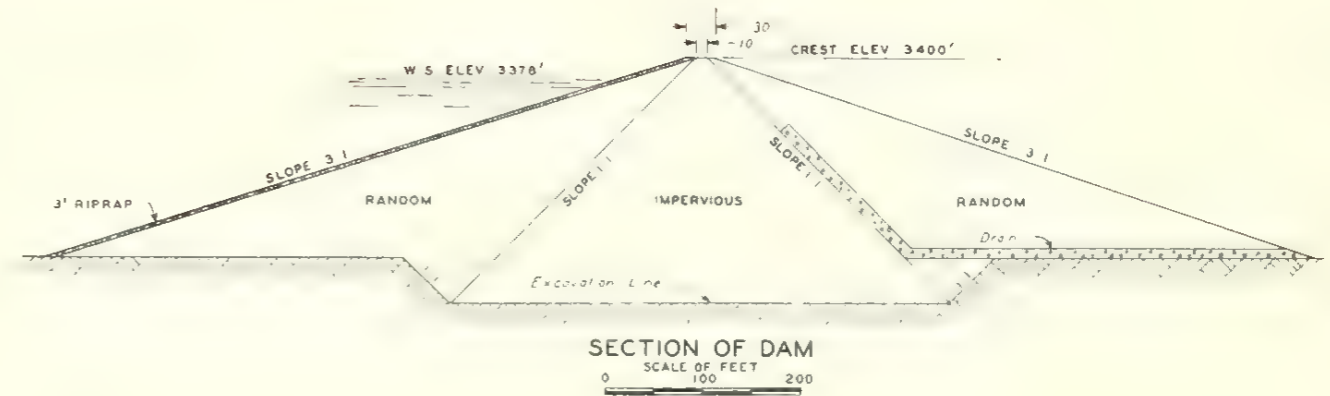 30
10
CREST ELEV 3400'
W S ELEV 3378'
SLOPE 3 1
SLOPE 3 1
SLOPE 1 1
SLOPE 1 1
3' RIPRAP
RANDOM
IMPERVIOUS
RANDOM
Drain
Excavation Line
SECTION OF DAM
SCALE OF FEET
0 100 200